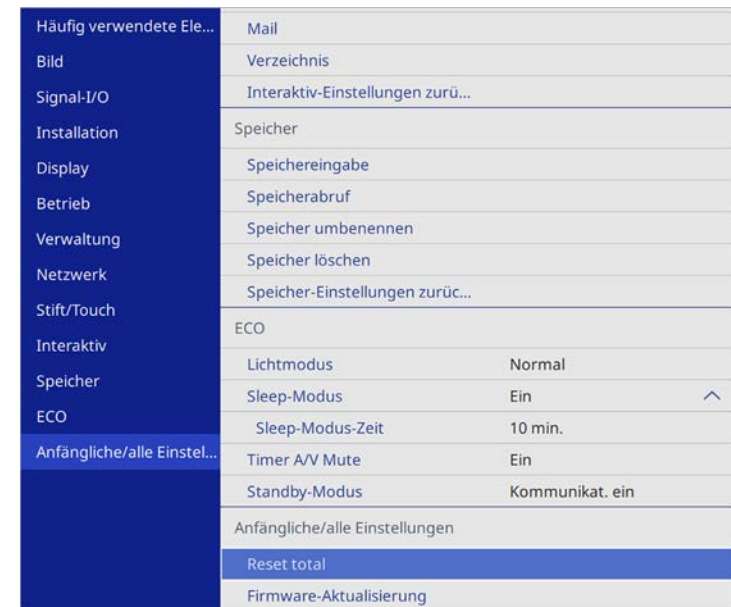 Häufig verwendete Ele...
Bild
Signal-I/O
Installation
Display
Betrieb
Verwaltung
Netzwerk
Stift/Touch
Interaktiv
Speicher
ECO
Anfängliche/alle Einstel...
Mail
Verzeichnis
Interaktiv-Einstellungen zurü...
Speicher
Speichereingabe
Speicherabruf
Speicher umbenennen
Speicher löschen
Speicher-Einstellungen zurüc...
ECO
Lichtmodus Normal
Sleep-Modus Ein
Sleep-Modus-Zeit 10 min.
Timer A/V Mute Ein
Standby-Modus Kommunikat. ein
Anfängliche/alle Einstellungen
Reset total
Firmware-Aktualisierung